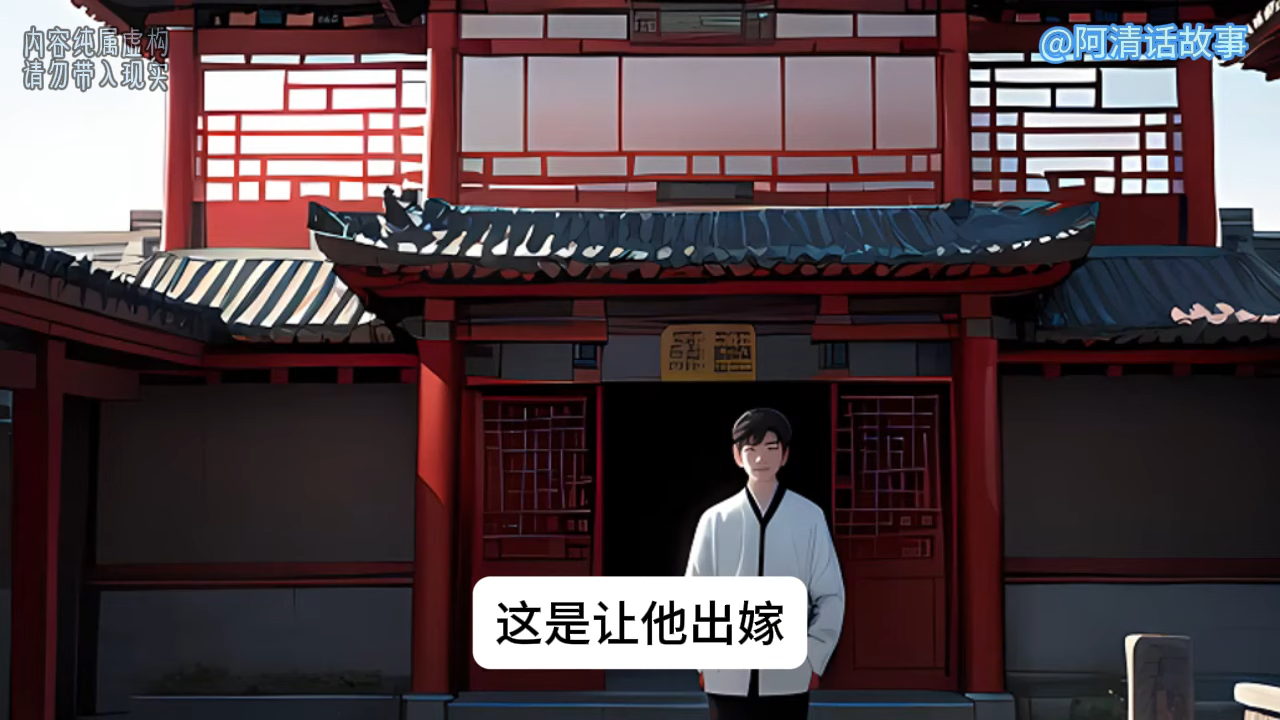 内容纯属虚构
请勿带入现实
@阿清话故事
这是让他出嫁